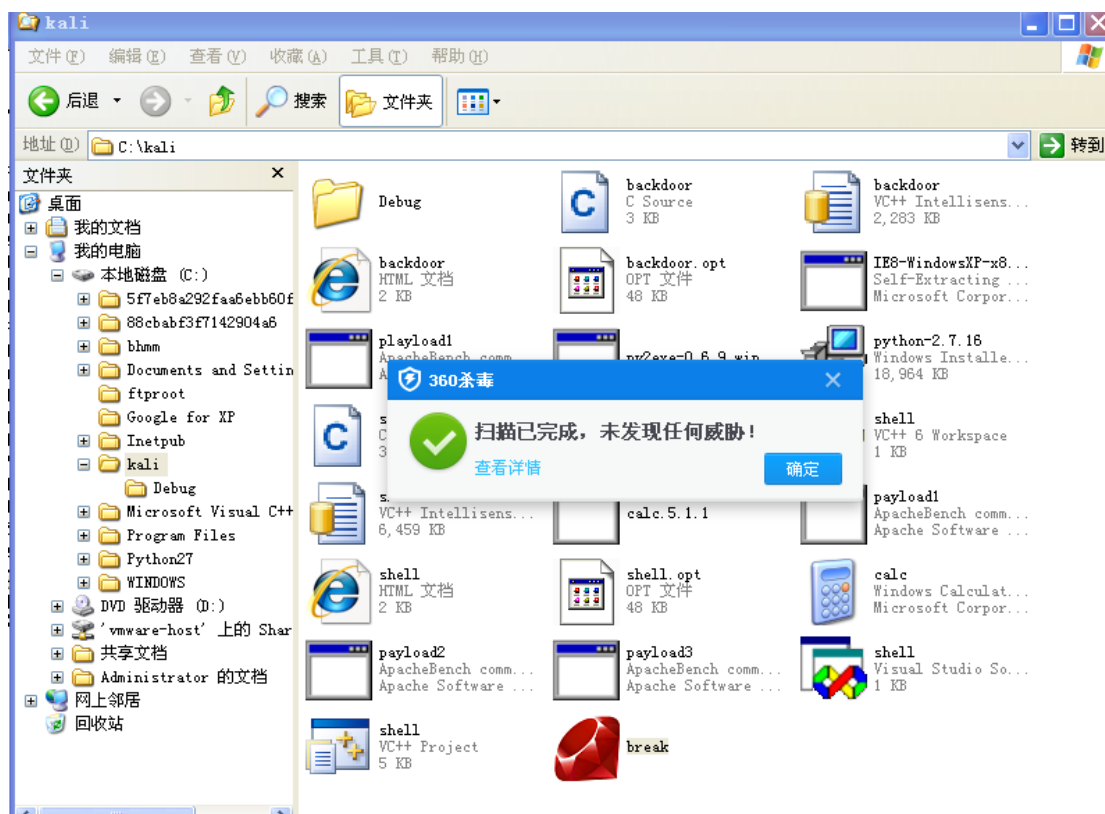 kali
文件(F) 编辑(E) 查看(V) 收藏(A) 工具(T) 帮助(H)
后退 搜索 文件夹
地址(D) C:\kali 转到
文件夹 ×
桌面
我的文档
我的电脑
本地磁盘 (C:)
5f7eb8a292faa6ebb60f
88cbabf3f7142904a6
bhmm
Documents and Settin
ftproot
Google for XP
Inetpub
kali
Debug
Microsoft Visual C++
Program Files
Python27
WINDOWS
DVD 驱动器 (D:)
'vmware-host' 上的 Shar
共享文档
Administrator 的文档
网上邻居
回收站
Debug
backdoor
C Source
3 KB
backdoor
VC++ Intellisens...
2,283 KB
backdoor
HTML 文档
2 KB
backdoor.opt
OPT 文件
48 KB
IE8-WindowsXP-x8...
Self-Extracting ...
Microsoft Corpor...
playload1
ApacheBench comm...
py2exe-0.6.9.win...
python-2.7.16
Windows Installe...
18,964 KB
360杀毒
扫描已完成，未发现任何威胁！
查看详情
确定
shell
VC++ 6 Workspace
1 KB
VC++ Intellisens...
6,459 KB
calc.5.1.1
payload1
ApacheBench comm...
Apache Software ...
shell
HTML 文档
2 KB
shell.opt
OPT 文件
48 KB
calc
Windows Calculat...
Microsoft Corpor...
payload2
ApacheBench comm...
Apache Software ...
payload3
ApacheBench comm...
Apache Software ...
shell
Visual Studio So...
1 KB
shell
VC++ Project
5 KB
break